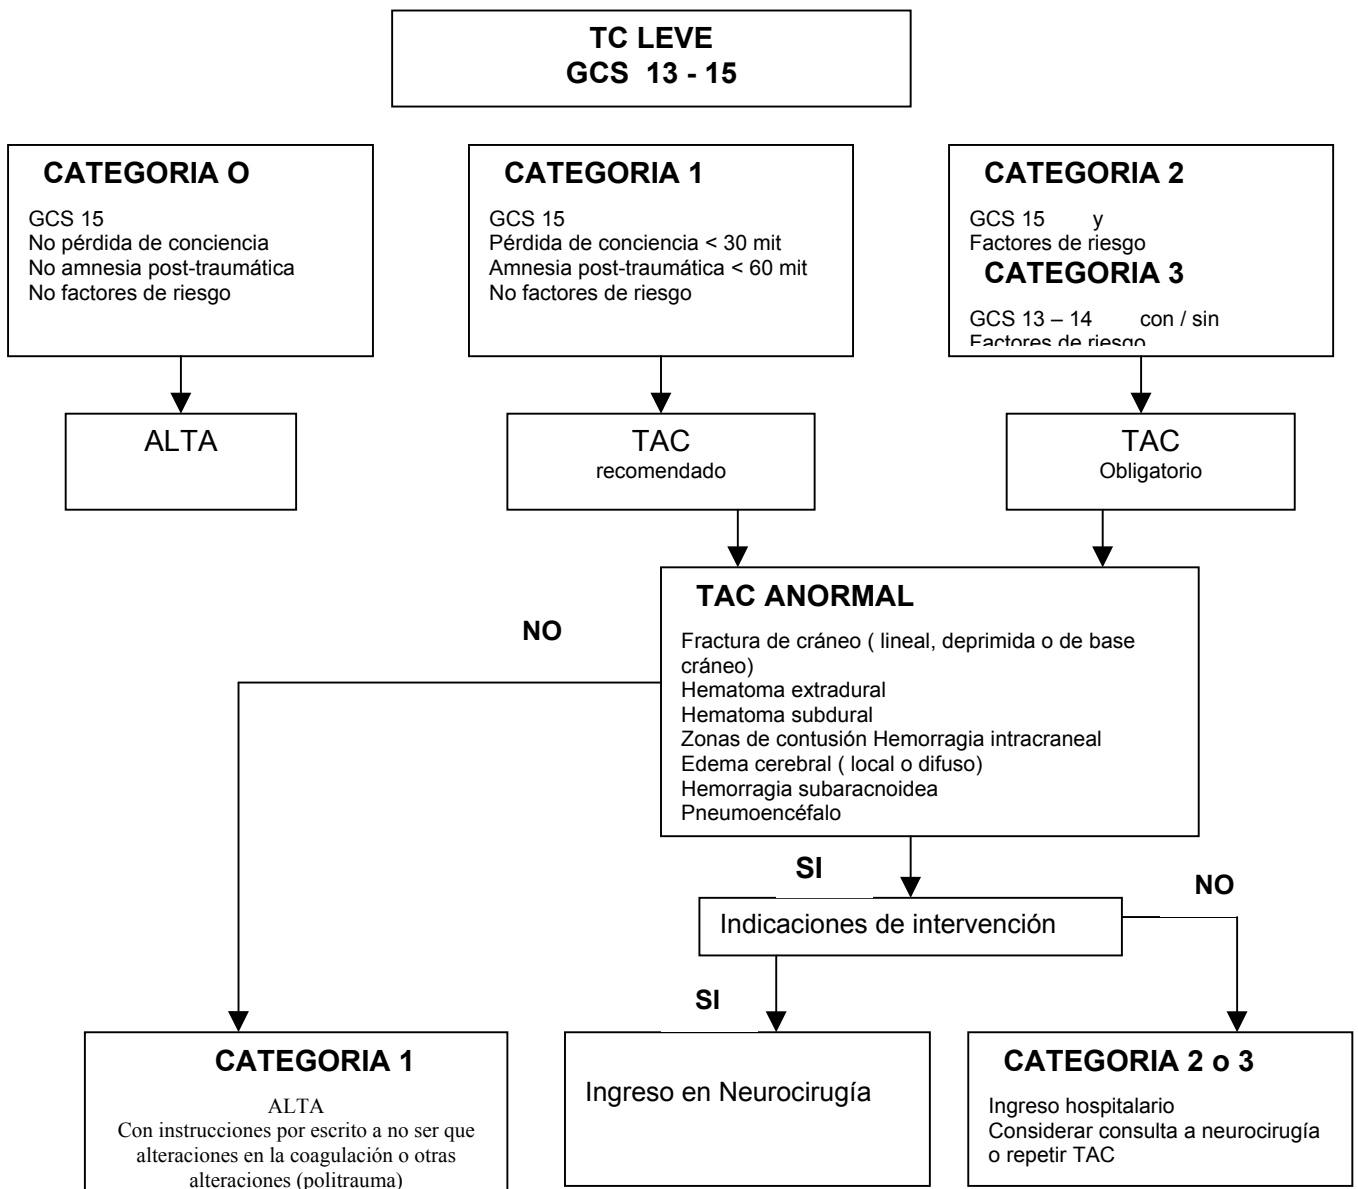 TC LEVE
GCS 13 - 15
CATEGORIA O
GCS 15
No pérdida de conciencia
No amnesia post-traumática
No factores de riesgo
CATEGORIA 1
GCS 15
Pérdida de conciencia < 30 mit
Amnesia post-traumática < 60 mit
No factores de riesgo
CATEGORIA 2
GCS 15 y
Factores de riesgo
CATEGORIA 3
GCS 13 – 14 con / sin
Factores de riesgo
ALTA
TAC
recomendado
TAC
Obligatorio
TAC ANORMAL
Fractura de cráneo ( lineal, deprimida o de base
cráneo)
Hematoma extradural
Hematoma subdural
Zonas de contusión Hemorragia intracraneal
Edema cerebral ( local o difuso)
Hemorragia subaracnoidea
Pneumoencéfalo
NO
SI
NO
Indicaciones de intervención
SI
CATEGORIA 1
ALTA
Con instrucciones por escrito a no ser que
alteraciones en la coagulación o otras
alteraciones (politrauma)
Ingreso en Neurocirugía
CATEGORIA 2 o 3
Ingreso hospitalario
Considerar consulta a neurocirugía
o repetir TAC